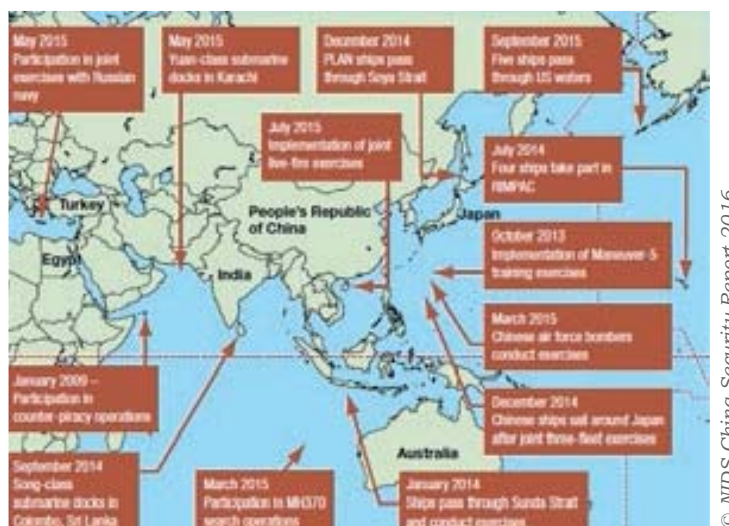 May 2015
Participation in joint
exercises with Russian
navy
May 2015
Yuan-class submarine
docks in Karachi
December 2014
PLAN ships pass
through Soya Strait
September 2015
Five ships pass
through US waters
July 2015
Implementation of joint
live-fire exercises
July 2014
Four ships take part in
RIMPAC
Turkey
People's Republic
of China
Japan
Egypt
India
October 2013
Implementation of Maneuver-5
training exercises
March 2015
Chinese air force bombers
conduct exercises
January 2009 –
Participation in
counter-piracy operations
December 2014
Chinese ships sail around Japan
after joint three-fleet exercises
Australia
September 2014
Song-class
submarine docks in
Colombo, Sri Lanka
March 2015
Participation in MH370
search operations
January 2014
Ships pass through Sunda Strait
and conduct exercises
© NIDS China Security Report 2016